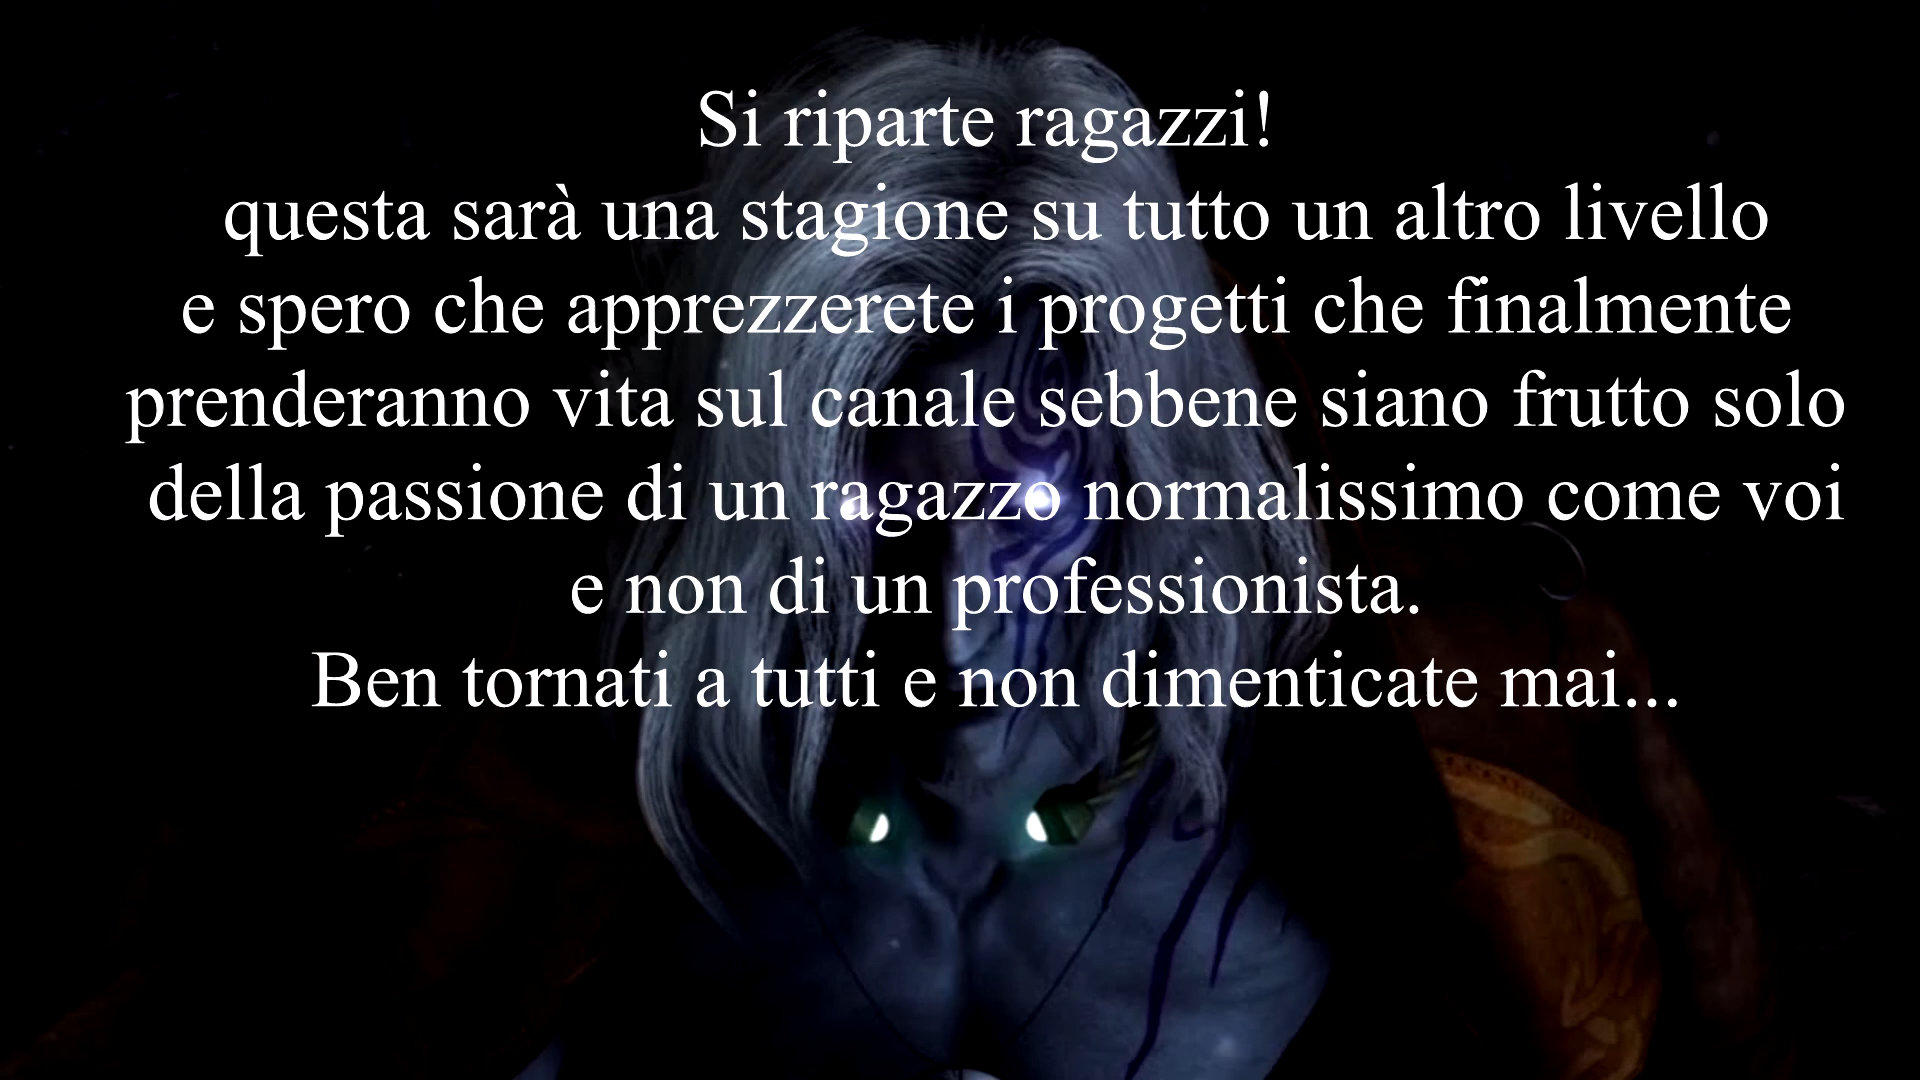 Si riparte ragazzi!
questa sarà una stagione su tutto un altro livello
e spero che apprezzerete i progetti che finalmente
prenderanno vita sul canale sebbene siano frutto solo
della passione di un ragazzo normalissimo come voi
e non di un professionista.
Ben tornati a tutti e non dimenticate mai...